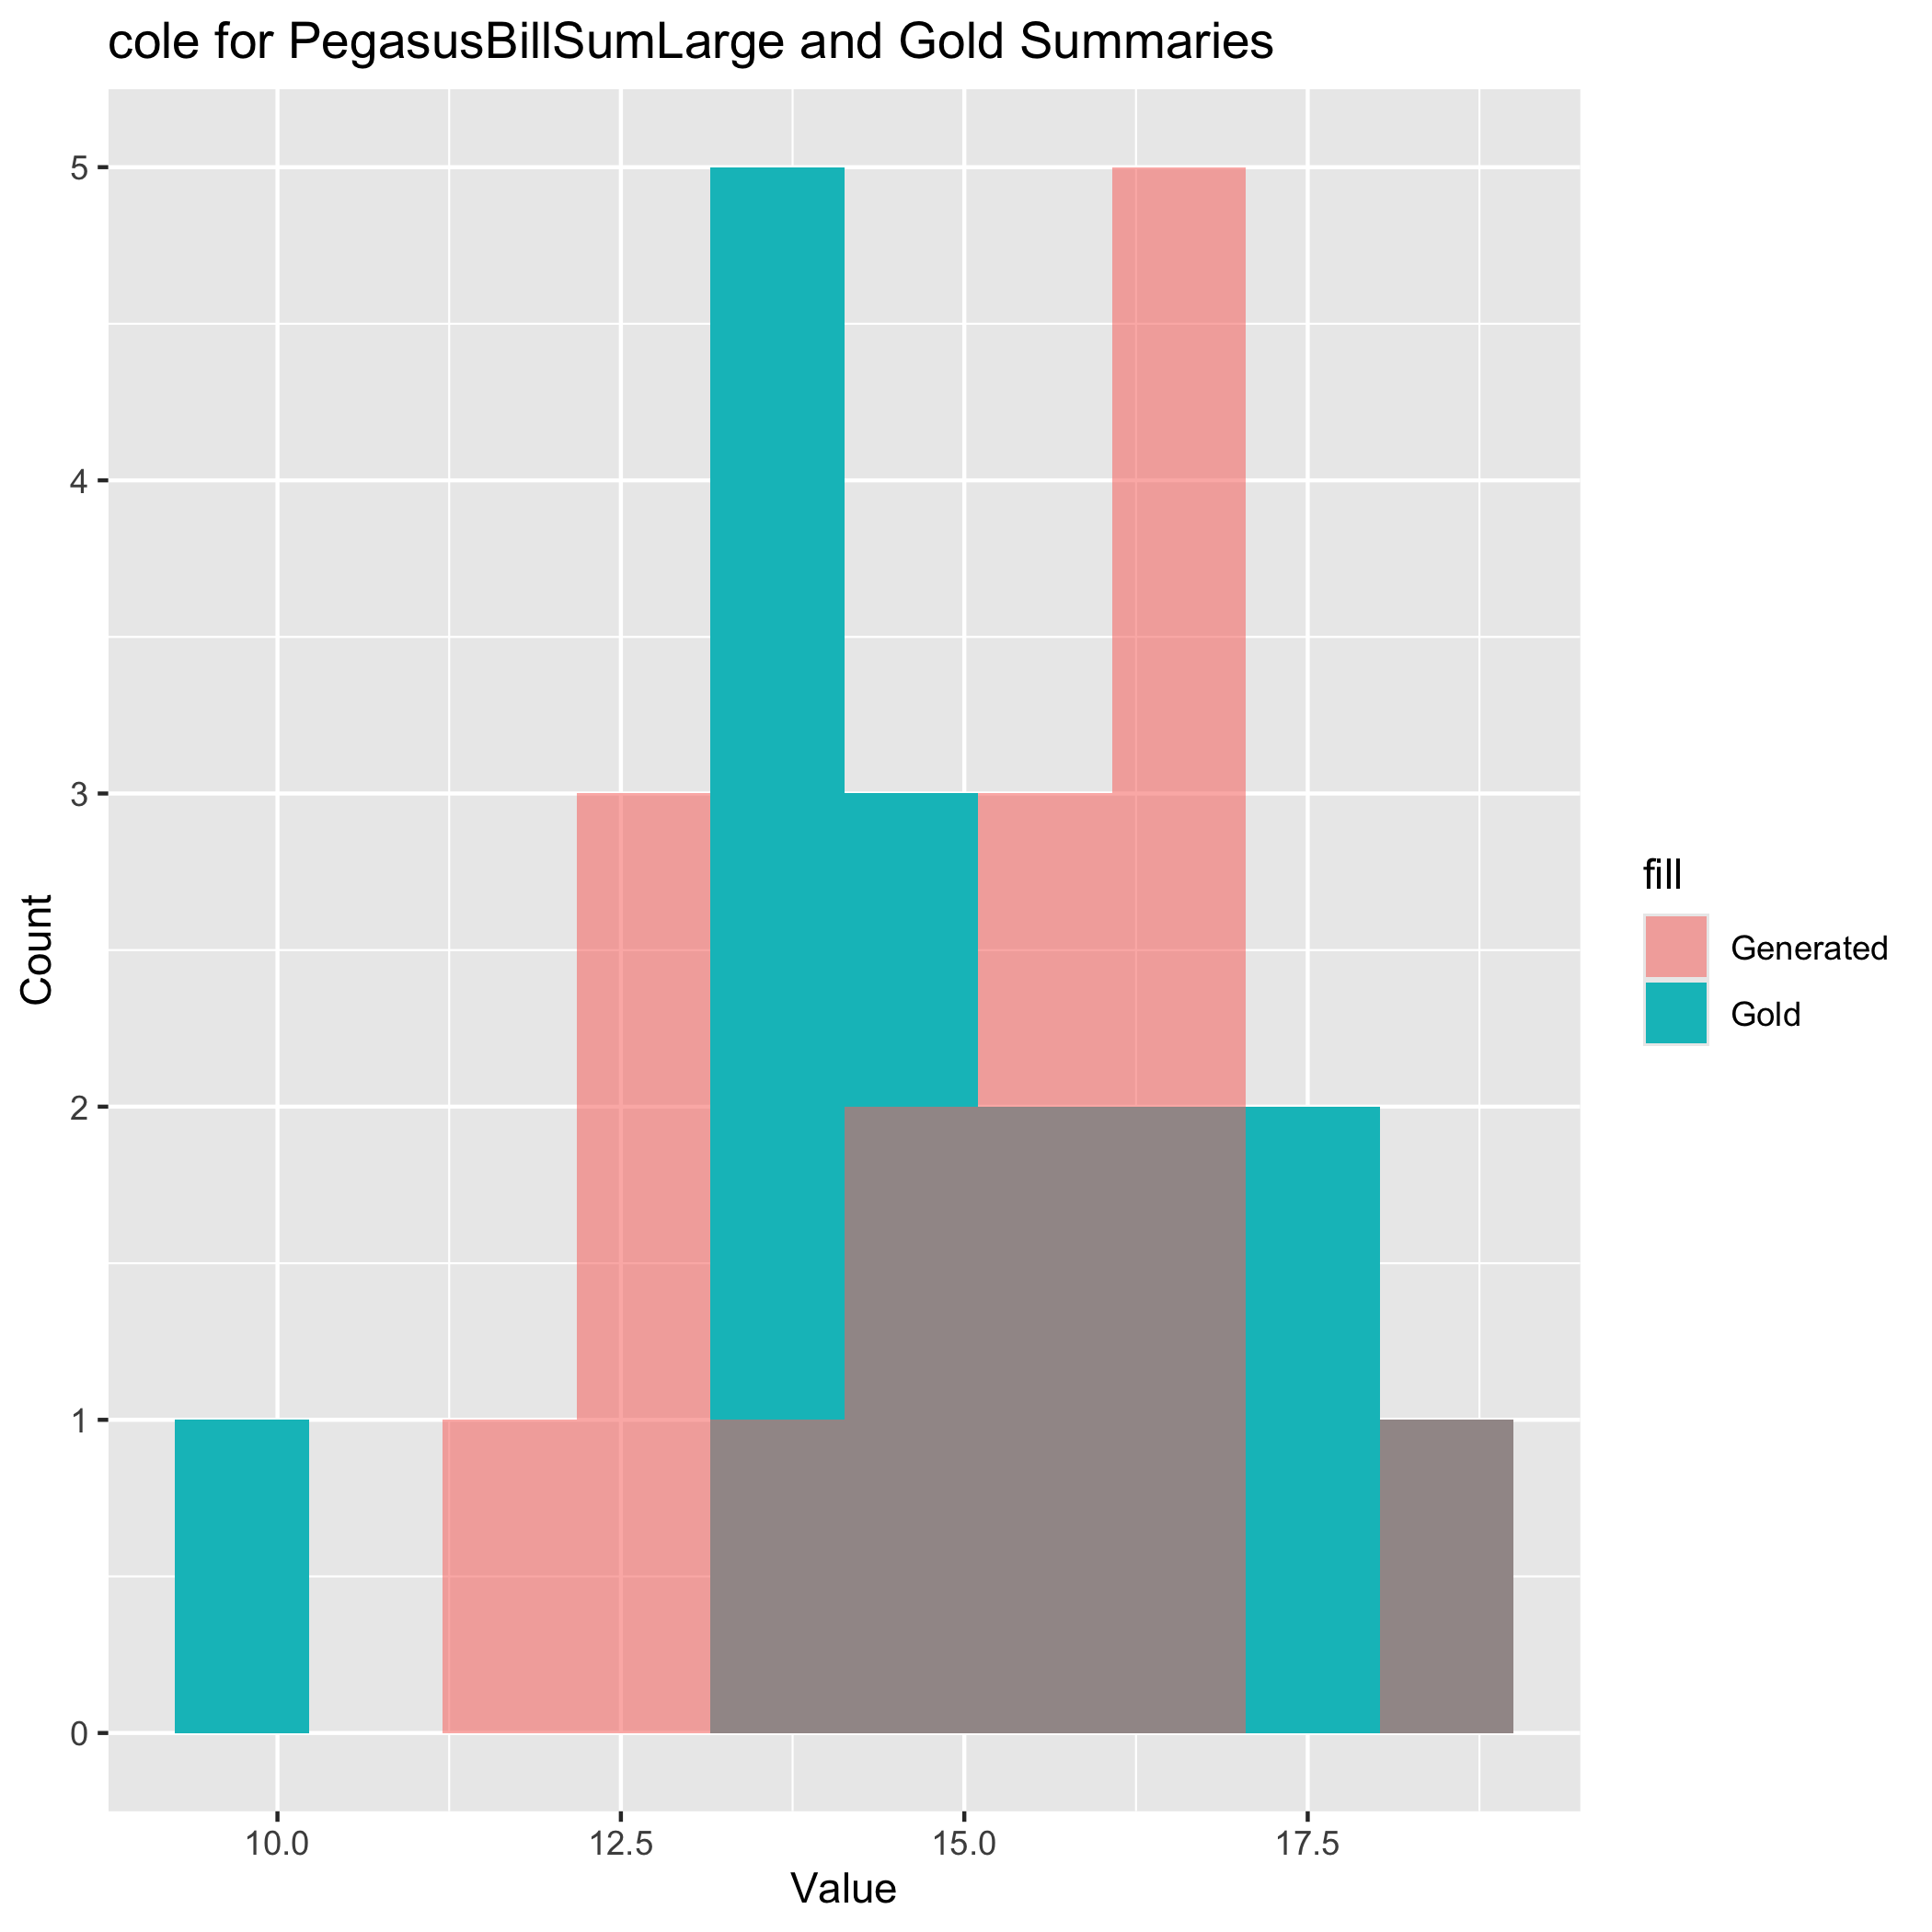 cole for PegasusBillSumLarge and Gold Summaries
5
4
3
2
1
0
Count
10.0
12.5
15.0
17.5
Value
fill
Generated
Gold